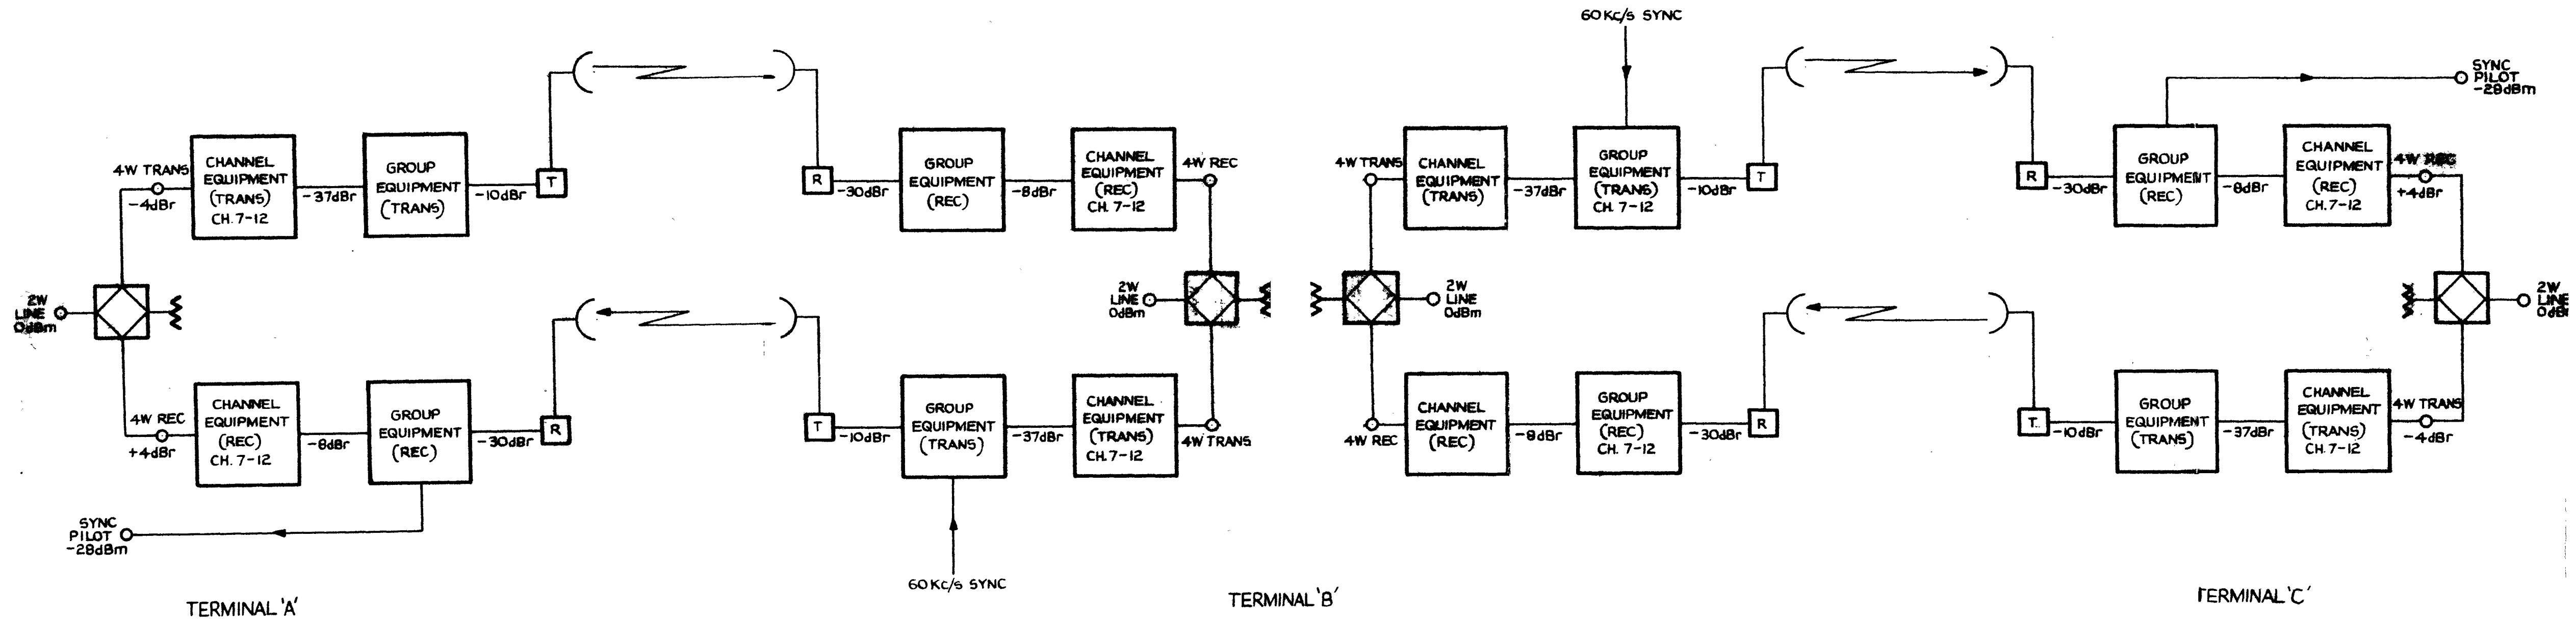 60 Kc/s SYNC
SYNC
PILOT
-28dBm
4W TRANS
-4dBr
CHANNEL
EQUIPMENT
(TRANS)
CH. 7-12
-37dBr
GROUP
EQUIPMENT
(TRANS)
-10dBr
T
R
-30dBr
GROUP
EQUIPMENT
(REC)
-8dBr
CHANNEL
EQUIPMENT
(REC)
CH. 7-12
4W REC
4W TRANS
CHANNEL
EQUIPMENT
(TRANS)
-37dBr
GROUP
EQUIPMENT
(TRANS)
CH. 7-12
-10dBr
T
R
-30dBr
GROUP
EQUIPMENT
(REC)
-8dBr
CHANNEL
EQUIPMENT
(REC)
CH. 7-12
4W REC
+4dBr
2W
LINE
0dBm
2W
LINE
0dBm
2W
LINE
0dBm
2W
LINE
4W REC
+4dBr
CHANNEL
EQUIPMENT
(REC)
CH. 7-12
-8dBr
GROUP
EQUIPMENT
(REC)
-30dBr
R
T
-10dBr
GROUP
EQUIPMENT
(TRANS)
-37dBr
CHANNEL
EQUIPMENT
(TRANS)
CH. 7-12
4W TRANS
4W REC
CHANNEL
EQUIPMENT
(REC)
-8dBr
GROUP
EQUIPMENT
(REC)
CH. 7-12
-30dBr
R
T
-10dBr
GROUP
EQUIPMENT
(TRANS)
-37dBr
CHANNEL
EQUIPMENT
(TRANS)
CH. 7-12
4W TRANS
-4dBr
SYNC
PILOT
-28dBm
60 Kc/s SYNC
TERMINAL 'A'
TERMINAL 'B'
TERMINAL 'C'